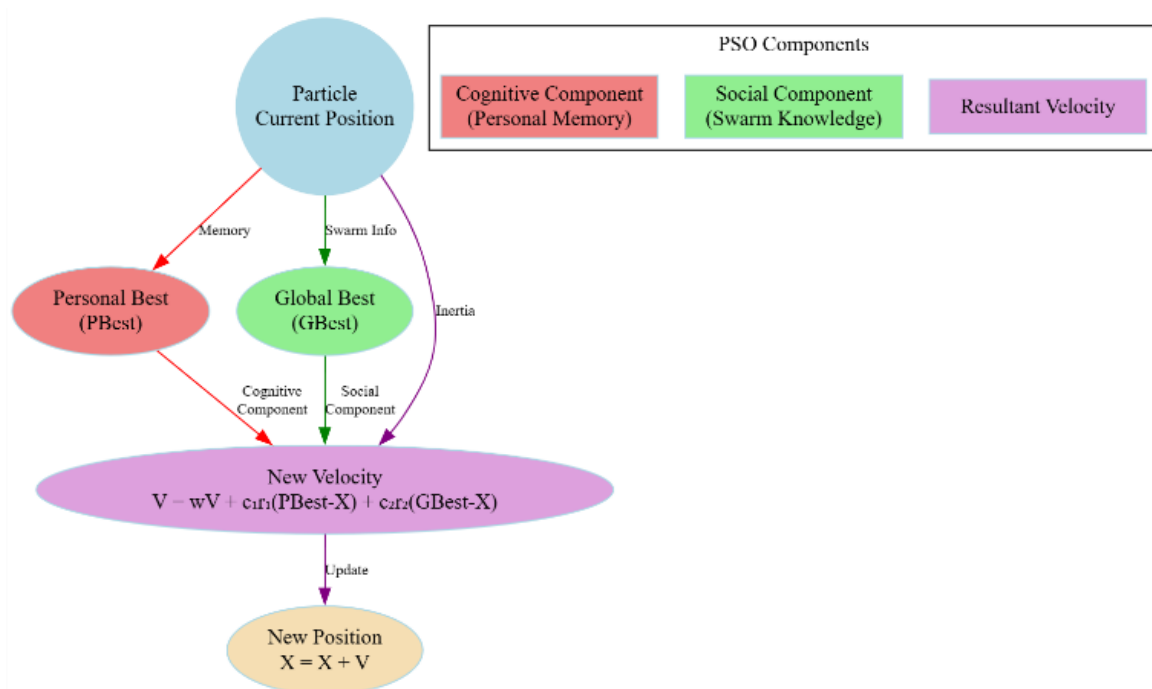 Particle
Current Position
PSO Components
Cognitive Component
(Personal Memory)
Social Component
(Swarm Knowledge)
Resultant Velocity
Memory
Swarm Info
Inertia
Personal Best
(PBest)
Global Best
(GBest)
Cognitive
Component
Social
Component
New Velocity
V = wV + c₁r₁(PBest-X) + c₂r₂(GBest-X)
Update
New Position
X = X + V